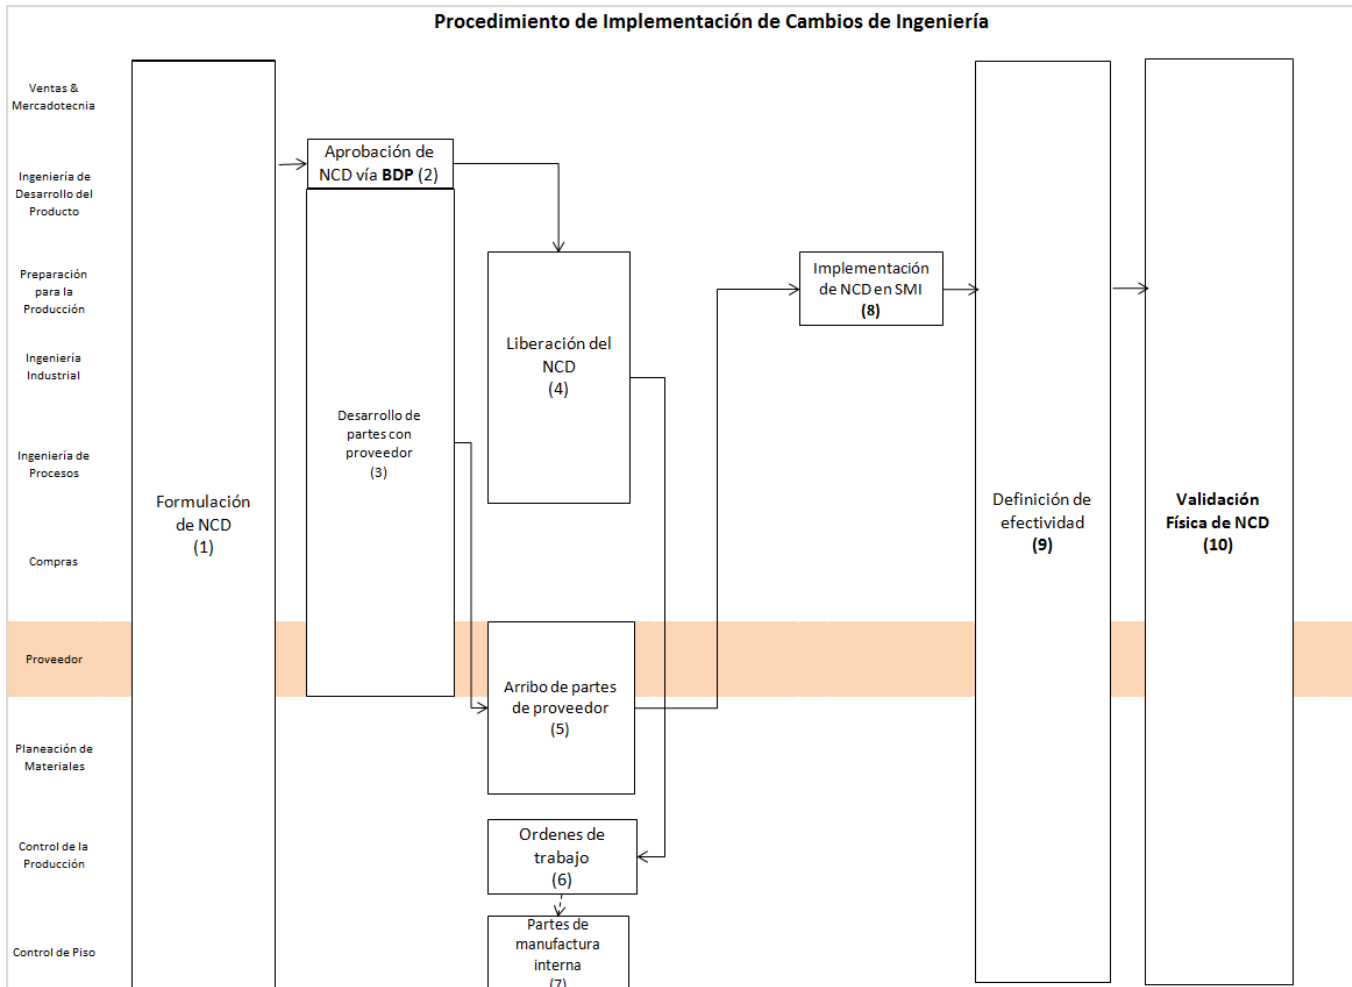 Procedimiento de Implementación de Cambios de Ingeniería
Ventas &
Mercadotecnia
Ingeniería de
Desarrollo del
Producto
Preparación
para la
Producción
Ingeniería
Industrial
Ingeniería de
Procesos
Compras
Proveedor
Planeación de
Materiales
Control de la
Producción
Control de Piso
Formulación
de NCD
(1)
Aprobación de
NCD vía BDP (2)
Desarrollo de
partes con
proveedor
(3)
Liberación del
NCD
(4)
Arribo de partes
de proveedor
(5)
Ordenes de
trabajo
(6)
Partes de
manufactura
interna
(7)
Implementación
de NCD en SMI
(8)
Definición de
efectividad
(9)
Validación
Física de NCD
(10)